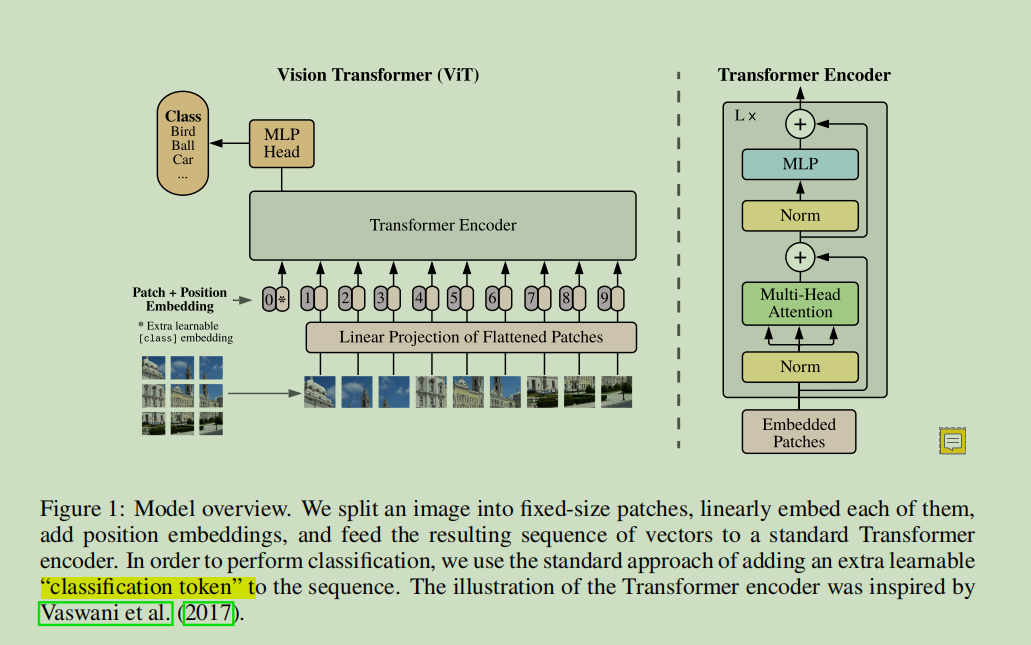 Vision Transformer (ViT)
Class
Bird
Ball
Car
...
MLP
Head
Transformer Encoder
Patch + Position
Embedding
0 * 1 2 3 4 5 6 7 8 9
* Extra learnable
[class] embedding
Linear Projection of Flattened Patches
Transformer Encoder
L ×
+
MLP
Norm
+
Multi-Head
Attention
Norm
Embedded
Patches
Figure 1: Model overview. We split an image into fixed-size patches, linearly embed each of them,
add position embeddings, and feed the resulting sequence of vectors to a standard Transformer
encoder. In order to perform classification, we use the standard approach of adding an extra learnable
“classification token” to the sequence. The illustration of the Transformer encoder was inspired by
Vaswani et al. (2017).